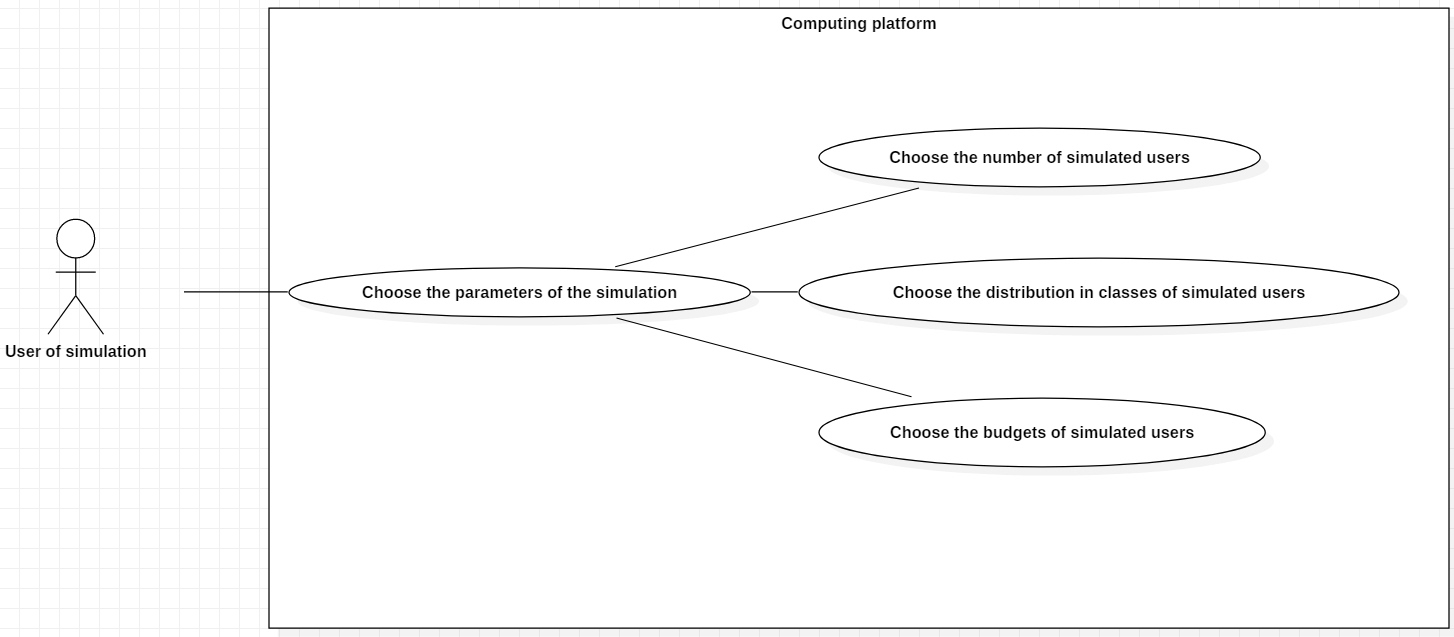 Computing platform
Choose the number of simulated users
Choose the parameters of the simulation
Choose the distribution in classes of simulated users
User of simulation
Choose the budgets of simulated users